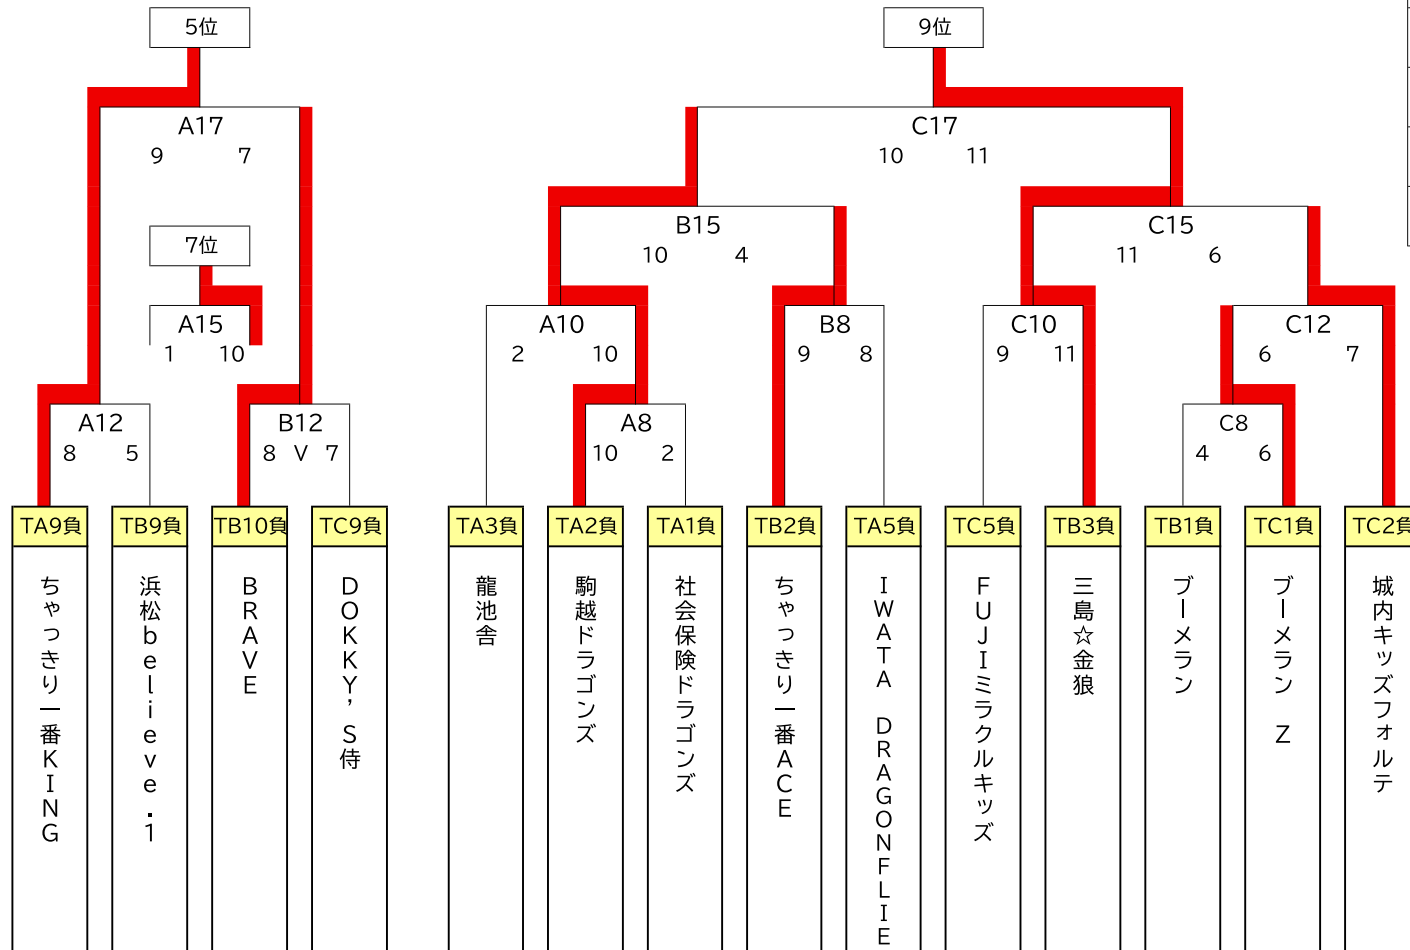 5位
9位
A17
9 7
C17
10 11
7位
B15
10 4
C15
11 6
A15
1 10
A10
2 10
B8
9 8
C10
9 11
C12
6 7
A12
8 5
B12
8 V 7
A8
10 2
C8
4 6
TA9負
TB9負
TB10負
TC9負
TA3負
TA2負
TA1負
TB2負
TA5負
TC5負
TB3負
TB1負
TC1負
TC2負
ちゃっきり一番KING
浜松believe.1
BRAVE
DOKKY'S侍
龍池舎
駒越ドラゴンズ
社会保険ドラゴンズ
ちゃっきり一番ACE
IWATA DRAGONFLIE
FUJIミラクルキッズ
三島☆金狼
ブーメラン
ブーメラン Z
城内キッズフォルテ